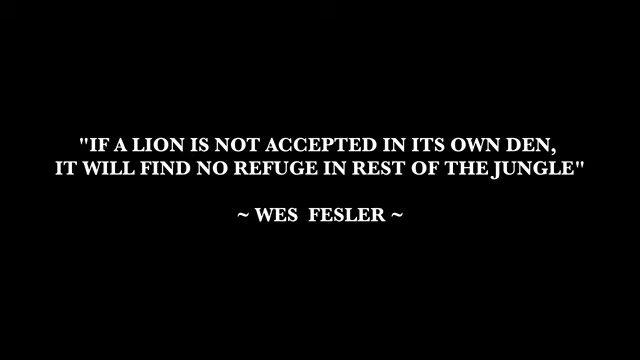 "IF A LION IS NOT ACCEPTED IN ITS OWN DEN,
IT WILL FIND NO REFUGE IN REST OF THE JUNGLE"
~ WES FESLER ~